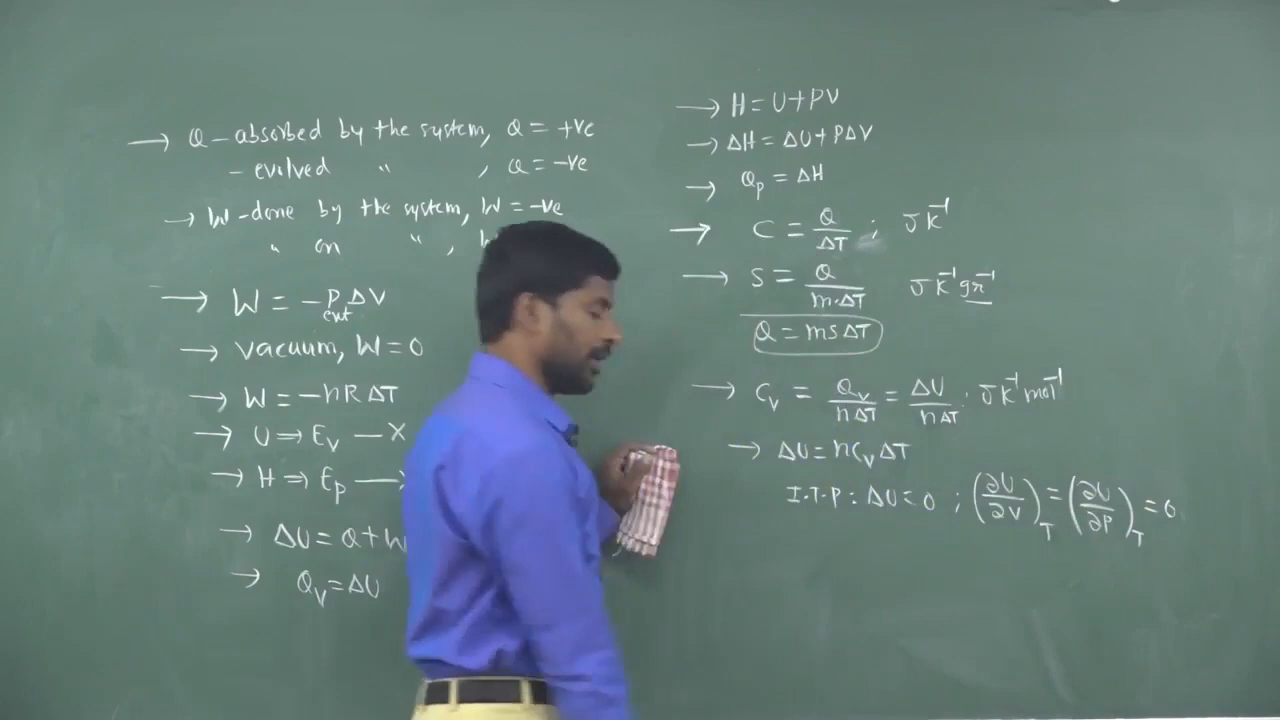 → Q - absorbed by the system, Q = +ve
- evolved " , Q = -ve
→ W - done by the system, W = -ve
" on " , W
→ W = -P_ext ΔV
→ vacuum, W = 0
→ W = -nRΔT
→ U ⇒ E_V — X
→ H ⇒ E_P —
→ ΔU = Q + W
→ Q_V = ΔU
→ H = U + PV
→ ΔH = ΔU + PΔV
→ Q_p = ΔH
→ C = Q/ΔT ; J K⁻¹
→ S = Q/m·ΔT J K⁻¹ gr⁻¹
Q = msΔT
→ C_V = Q_V/nΔT = ΔU/nΔT ; J K⁻¹ mol⁻¹
→ ΔU = nC_V ΔT
I.T.P : ΔU = 0 ; (∂U/∂V)_T = (∂U/∂P)_T = 0